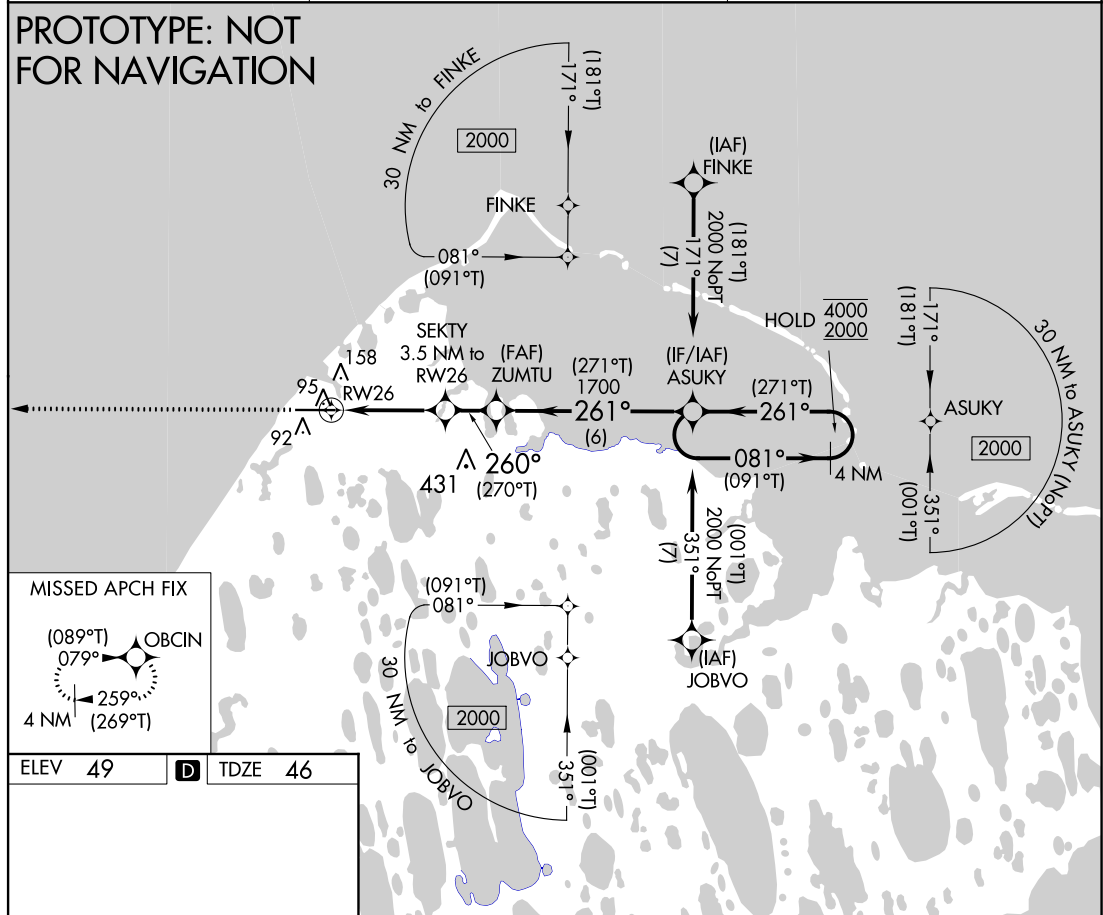 PROTOTYPE: NOT
FOR NAVIGATION
30 NM to FINKE
2000
171°
(181°T)
FINKE
081°
(091°T)
(IAF)
FINKE
(181°T)
2000 NoPT
171°
(7)
HOLD
4000
2000
171°
(181°T)
30 NM to ASUKY (NoPT)
ASUKY
2000
351°
(001°T)
SEKTY
3.5 NM to
RW26
(FAF)
ZUMTU
(271°T)
1700
261°
(6)
(IF/IAF)
ASUKY
(271°T)
261°
081°
(091°T)
4 NM
158
95
RW26
92
431
260°
(270°T)
(001°T)
2000 NoPT
351°
(7)
(IAF)
JOBVO
(091°T)
081°
JOBVO
30 NM to JOBVO
2000
351°
(001°T)
MISSED APCH FIX
(089°T)
079°
OBCIN
259°
(269°T)
4 NM
ELEV 49
D
TDZE 46